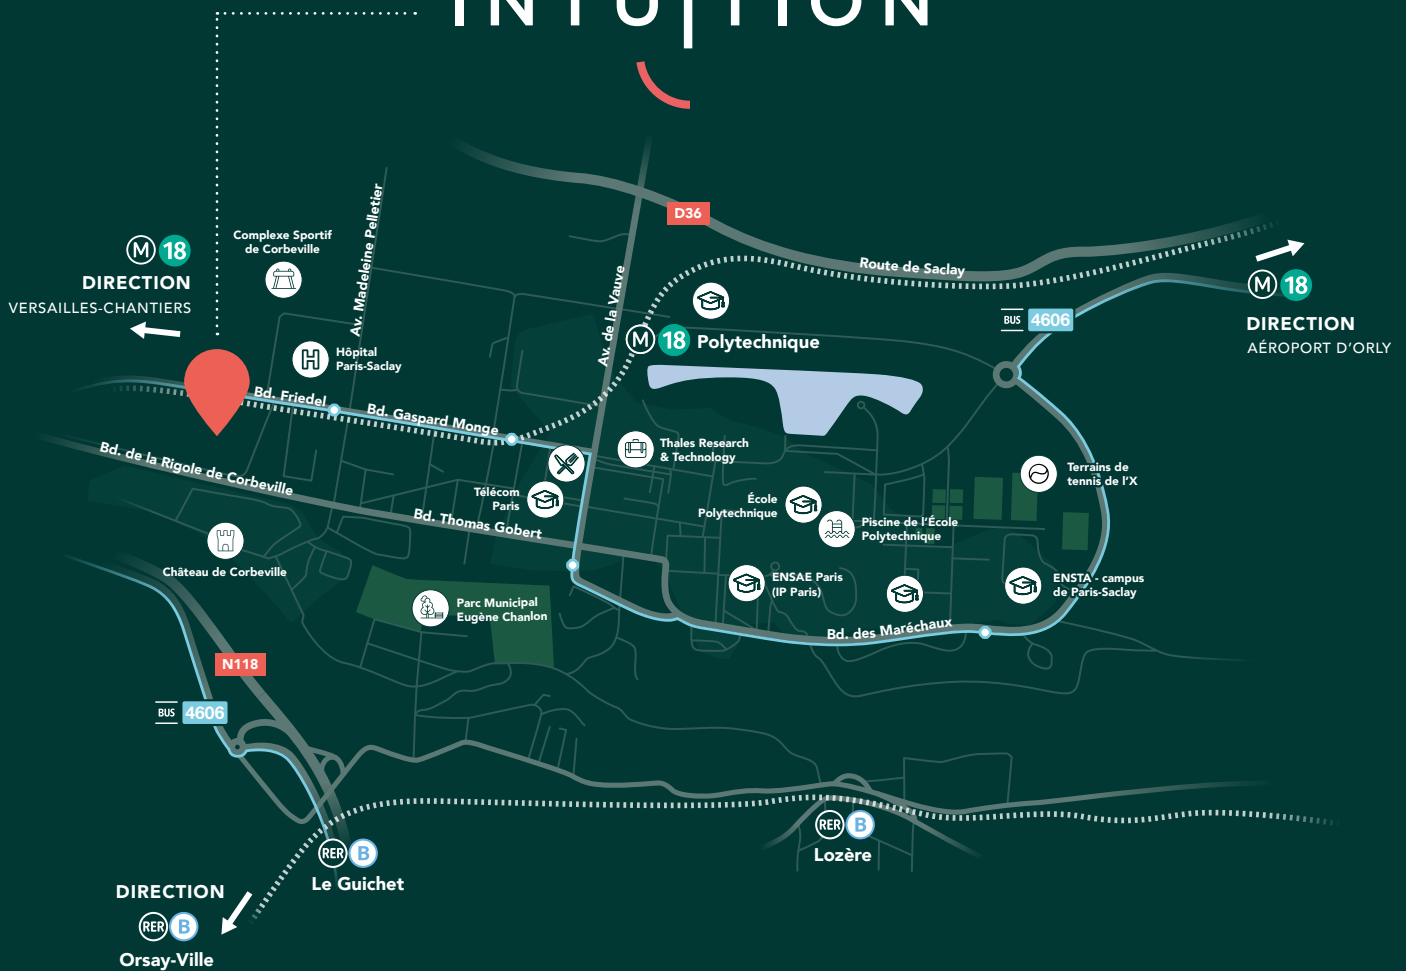 INTUITION
D36
Av. Madeleine Pelletier
Complexe Sportif
de Corbeville
M 18
DIRECTION
VERSAILLES-CHANTIERS
Route de Saclay
M 18
DIRECTION
AÉROPORT D'ORLY
BUS 4606
Av. de la Vauve
M 18 Polytechnique
Hôpital
Paris-Saclay
Bd. Friedel
Bd. Gaspard Monge
Thales Research
& Technology
Bd. de la Rigole de Corbeville
Télécom
Paris
Terrains de
tennis de l'X
École
Polytechnique
Piscine de l'École
Polytechnique
Bd. Thomas Gobert
Château de Corbeville
ENSAE Paris
(IP Paris)
ENSTA - campus
de Paris-Saclay
Parc Municipal
Eugène Chanlon
Bd. des Maréchaux
N118
BUS 4606
RER B
Lozère
RER B
Le Guichet
DIRECTION
RER B
Orsay-Ville